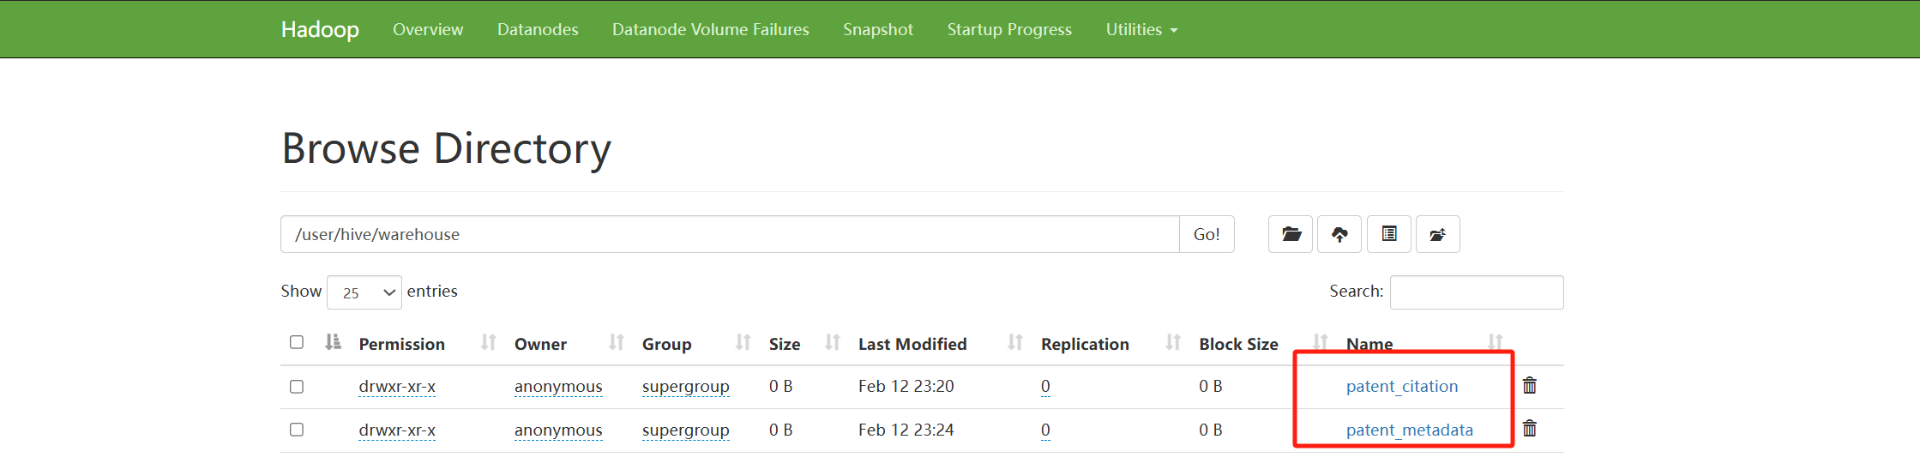 Hadoop Overview Datanodes Datanode Volume Failures Snapshot Startup Progress Utilities
Browse Directory
/user/hive/warehouse Go!
Show 25 entries Search:
Permission Owner Group Size Last Modified Replication Block Size Name
drwxr-xr-x anonymous supergroup 0 B Feb 12 23:20 0 0 B patent_citation
drwxr-xr-x anonymous supergroup 0 B Feb 12 23:24 0 0 B patent_metadata